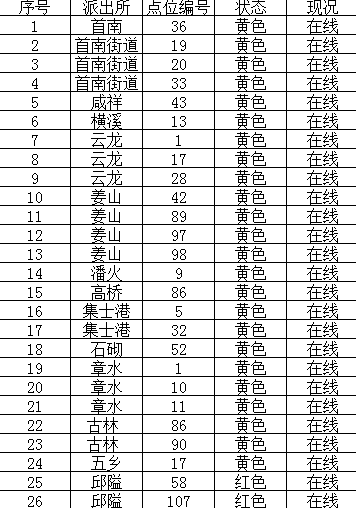 序号 派出所 点位编号 状态 现况
1 首南 36 黄色 在线
2 首南街道 19 黄色 在线
3 首南街道 20 黄色 在线
4 首南街道 33 黄色 在线
5 咸祥 43 黄色 在线
6 横溪 13 黄色 在线
7 云龙 1 黄色 在线
8 云龙 17 黄色 在线
9 云龙 28 黄色 在线
10 姜山 42 黄色 在线
11 姜山 89 黄色 在线
12 姜山 97 黄色 在线
13 姜山 98 黄色 在线
14 潘火 9 黄色 在线
15 高桥 86 黄色 在线
16 集士港 5 黄色 在线
17 集士港 32 黄色 在线
18 石砌 52 黄色 在线
19 章水 1 黄色 在线
20 章水 10 黄色 在线
21 章水 11 黄色 在线
22 古林 86 黄色 在线
23 古林 90 黄色 在线
24 五乡 17 黄色 在线
25 邱隘 58 红色 在线
26 邱隘 107 红色 在线